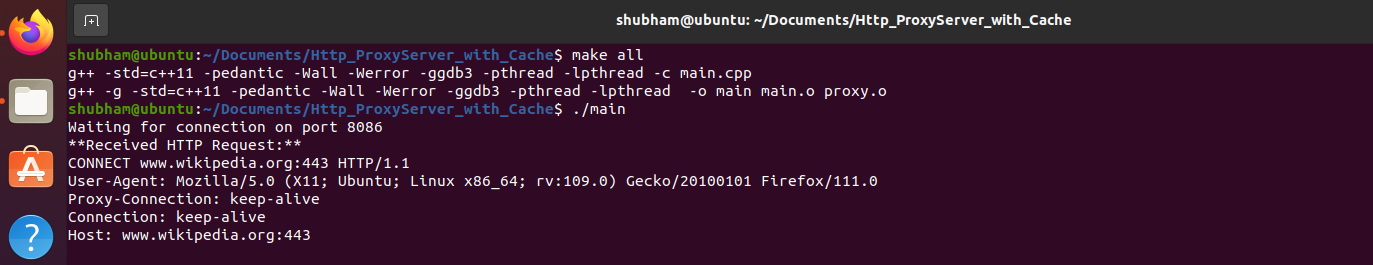 shubham@ubuntu: ~/Documents/Http_ProxyServer_with_Cache
shubham@ubuntu:~/Documents/Http_ProxyServer_with_Cache$ make all
g++ -std=c++11 -pedantic -Wall -Werror -ggdb3 -pthread -lpthread -c main.cpp
g++ -g -std=c++11 -pedantic -Wall -Werror -ggdb3 -pthread -lpthread  -o main main.o proxy.o
shubham@ubuntu:~/Documents/Http_ProxyServer_with_Cache$ ./main
Waiting for connection on port 8086
**Received HTTP Request:**
CONNECT www.wikipedia.org:443 HTTP/1.1
User-Agent: Mozilla/5.0 (X11; Ubuntu; Linux x86_64; rv:109.0) Gecko/20100101 Firefox/111.0
Proxy-Connection: keep-alive
Connection: keep-alive
Host: www.wikipedia.org:443